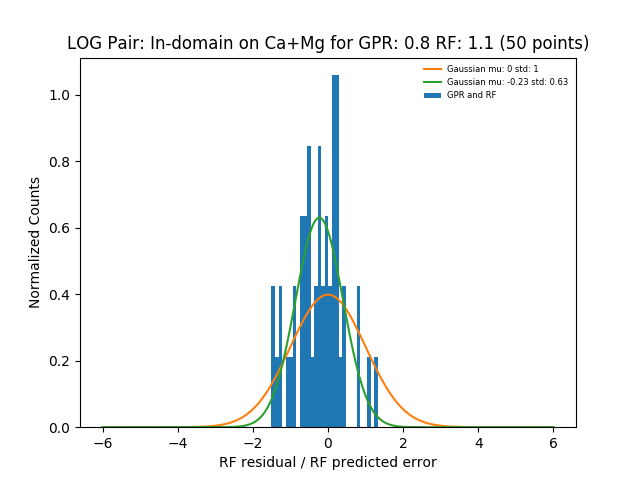 LOG Pair: In-domain on Ca+Mg for GPR: 0.8 RF: 1.1 (50 points)
Gaussian mu: 0 std: 1
Gaussian mu: -0.23 std: 0.63
GPR and RF
Normalized Counts
1.0
0.8
0.6
0.4
0.2
0.0
−6 −4 −2 0 2 4 6
RF residual / RF predicted error